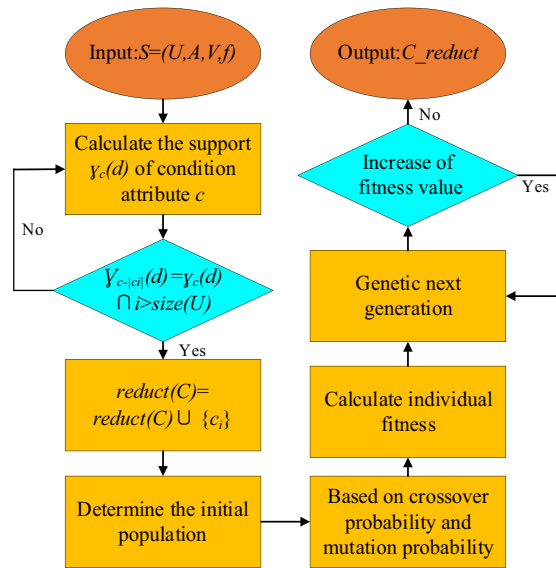 Input:S=(U,A,V,f)
Calculate the support
γc(d) of condition
attribute c
No
γc-|ci|(d)=γc(d)
∩ i>size(U)
Yes
reduct(C)=
reduct(C)∪ {ci}
Determine the initial
population
Based on crossover
probability and
mutation probability
Calculate individual
fitness
Genetic next
generation
Increase of
fitness value
Yes
No
Output:C_reduct